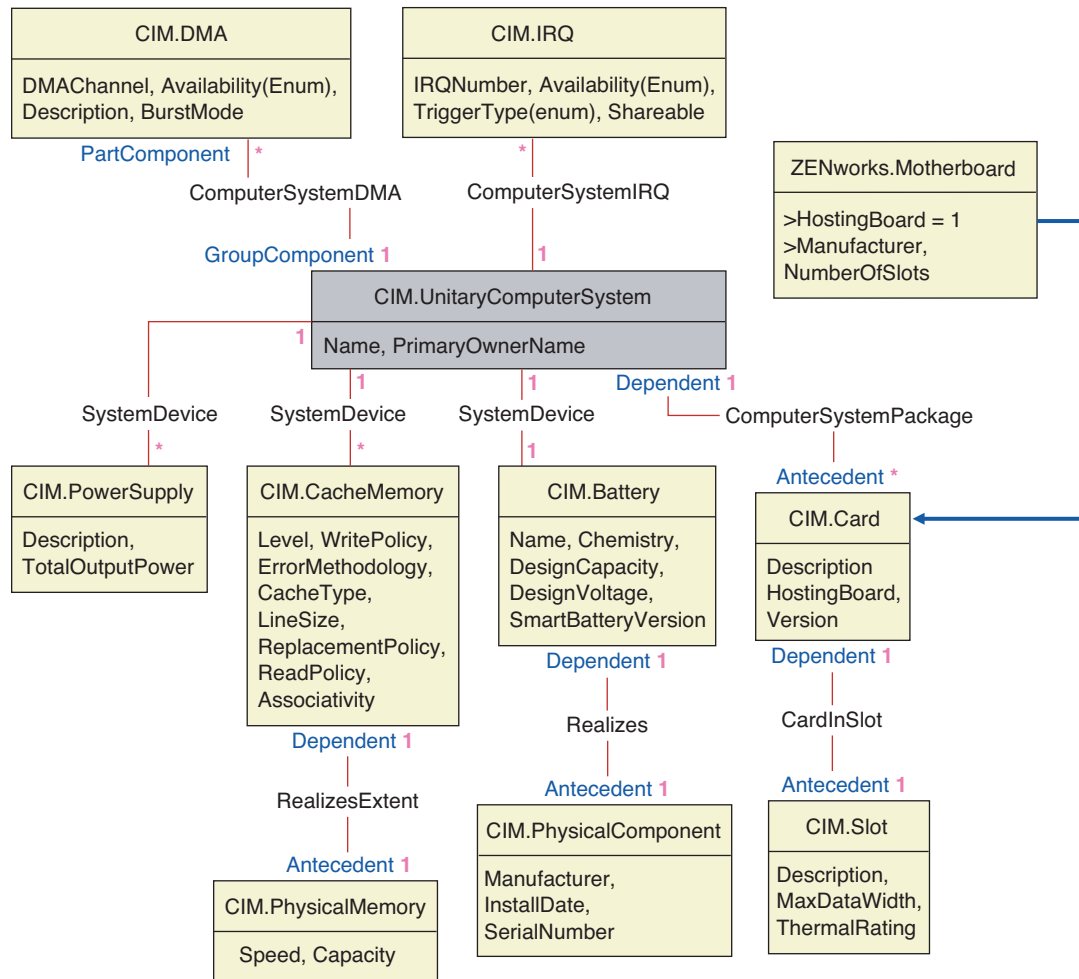 CIM.DMA
DMAChannel, Availability(Enum),
Description, BurstMode
CIM.IRQ
IRQNumber, Availability(Enum),
TriggerType(enum), Shareable
PartComponent *
*
ComputerSystemDMA
ComputerSystemIRQ
GroupComponent 1
1
ZENworks.Motherboard
>HostingBoard = 1
>Manufacturer,
NumberOfSlots
CIM.UnitaryComputerSystem
Name, PrimaryOwnerName
1
1
1
Dependent 1
SystemDevice
SystemDevice
SystemDevice
ComputerSystemPackage
*
*
1
Antecedent *
CIM.PowerSupply
Description,
TotalOutputPower
CIM.CacheMemory
Level, WritePolicy,
ErrorMethodology,
CacheType,
LineSize,
ReplacementPolicy,
ReadPolicy,
Associativity
CIM.Battery
Name, Chemistry,
DesignCapacity,
DesignVoltage,
SmartBatteryVersion
CIM.Card
Description
HostingBoard,
Version
Dependent 1
Dependent 1
Dependent 1
RealizesExtent
Realizes
CardInSlot
Antecedent 1
Antecedent 1
Antecedent 1
CIM.PhysicalMemory
Speed, Capacity
CIM.PhysicalComponent
Manufacturer,
InstallDate,
SerialNumber
CIM.Slot
Description,
MaxDataWidth,
ThermalRating